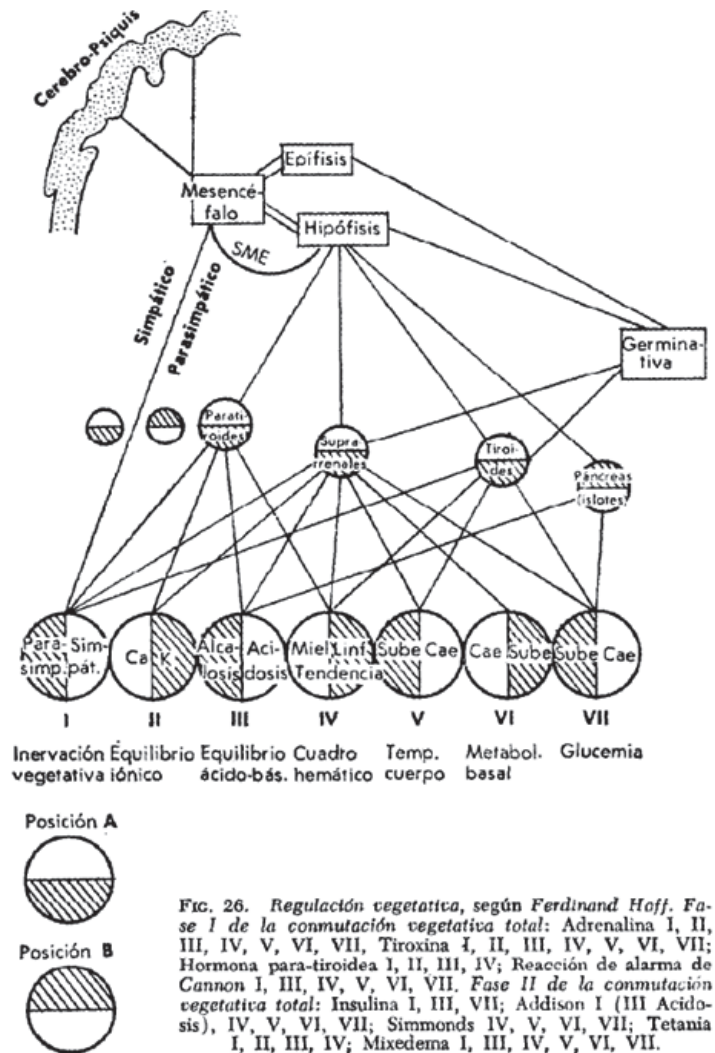 Cerebro-Psiquis
Epífisis
Mesencé-
falo
Hipófisis
SME
Simpático
Parasimpático
Germina-
tiva
Parati-
roides
Supra-
rrenales
Tiroi-
des
Páncreas
(islotes)
Para-
simp.
Sim-
pát.
Ca K
Alca-
losis
Aci-
dosis
Miel. Linf.
Tendencia
Sube Cae
Cae Sube
Sube Cae
I II III IV V VI VII
Inervación Equilibrio Equilibrio Cuadro Temp. Metabol. Glucemia
vegetativa iónico ácido-bás. hemático cuerpo basal
Posición A
Posición B
FIG. 26. Regulación vegetativa, según Ferdinand Hoff. Fa-
se I de la conmutación vegetativa total: Adrenalina I, II,
III, IV, V, VI, VII, Tiroxina I, II, III, IV, V, VI, VII;
Hormona para-tiroidea I, II, III, IV; Reacción de alarma de
Cannon I, III, IV, V, VI, VII. Fase II de la conmutación
vegetativa total: Insulina I, III, VII; Addison I (III Acido-
sis), IV, V, VI, VII; Simmonds IV, V, VI, VII; Tetania
I, II, III, IV; Mixedema I, III, IV, V, VI, VII.